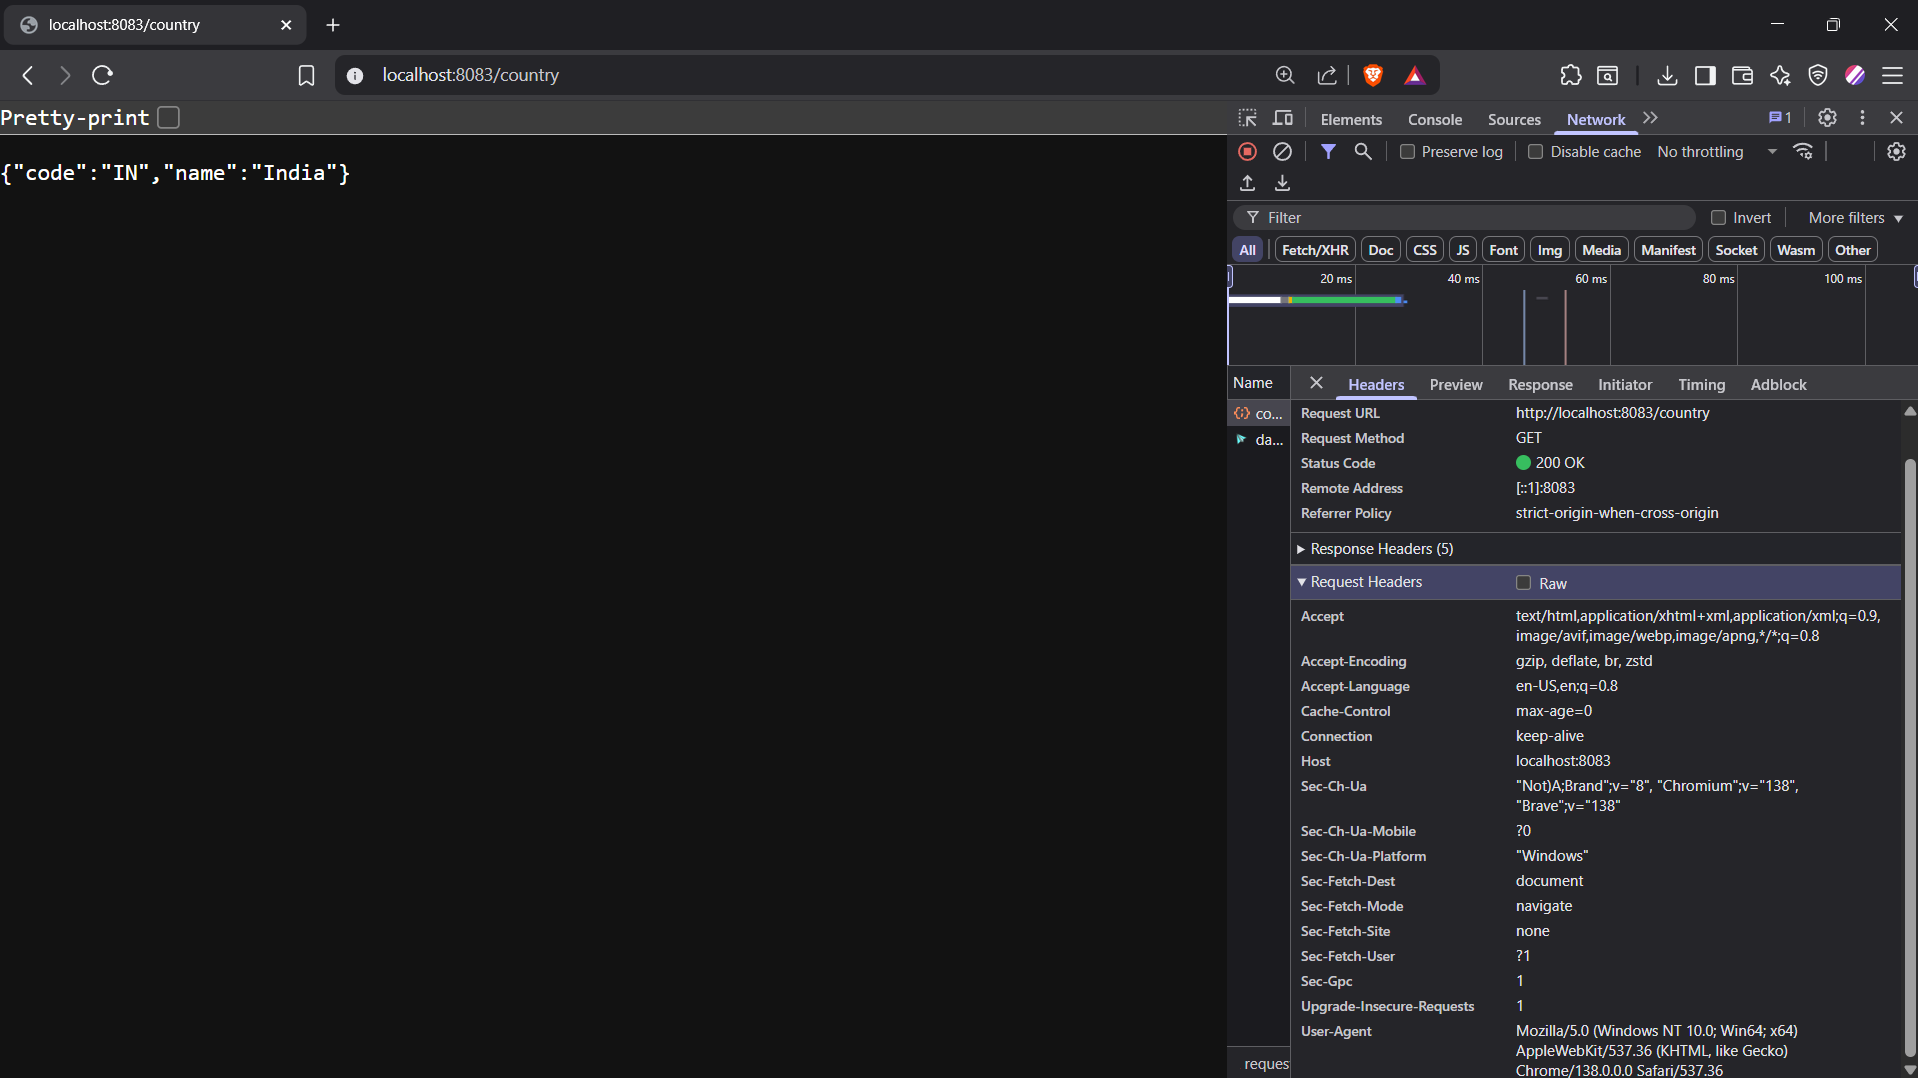 localhost:8083/country
localhost:8083/country
Pretty-print
{"code":"IN","name":"India"}
Elements Console Sources Network 1
Preserve log Disable cache No throttling
Filter Invert More filters
All Fetch/XHR Doc CSS JS Font Img Media Manifest Socket Wasm Other
20 ms 40 ms 60 ms 80 ms 100 ms
Name Headers Preview Response Initiator Timing Adblock
co...
da...
Request URL http://localhost:8083/country
Request Method GET
Status Code 200 OK
Remote Address [::1]:8083
Referrer Policy strict-origin-when-cross-origin
Response Headers (5)
Request Headers Raw
Accept text/html,application/xhtml+xml,application/xml;q=0.9,
image/avif,image/webp,image/apng,*/*;q=0.8
Accept-Encoding gzip, deflate, br, zstd
Accept-Language en-US,en;q=0.8
Cache-Control max-age=0
Connection keep-alive
Host localhost:8083
Sec-Ch-Ua "Not)A;Brand";v="8", "Chromium";v="138",
"Brave";v="138"
Sec-Ch-Ua-Mobile ?0
Sec-Ch-Ua-Platform "Windows"
Sec-Fetch-Dest document
Sec-Fetch-Mode navigate
Sec-Fetch-Site none
Sec-Fetch-User ?1
Sec-Gpc 1
Upgrade-Insecure-Requests 1
User-Agent Mozilla/5.0 (Windows NT 10.0; Win64; x64)
AppleWebKit/537.36 (KHTML, like Gecko)
Chrome/138.0.0.0 Safari/537.36
reques